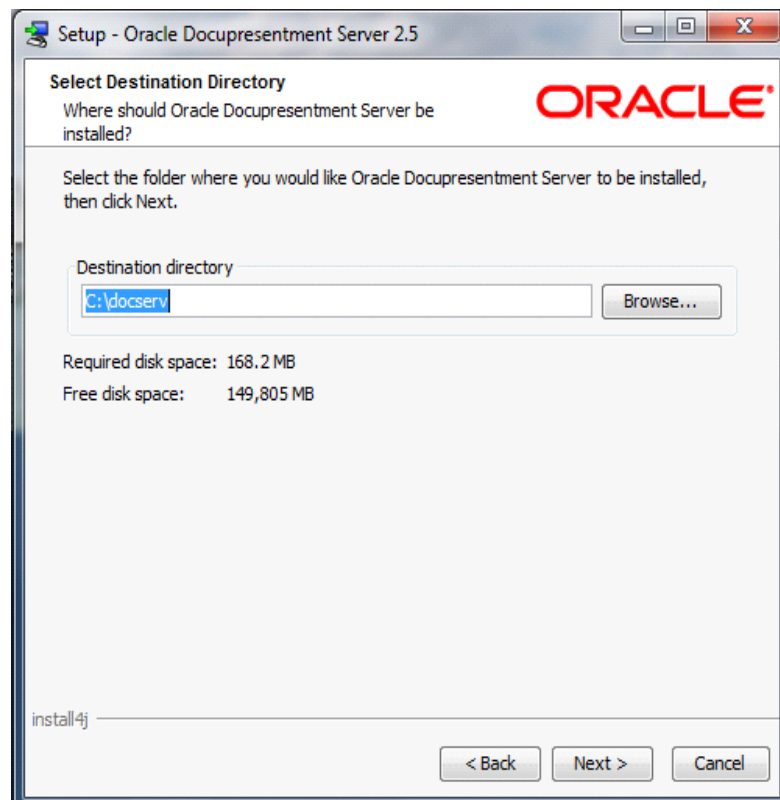 Setup - Oracle Docupresentment Server 2.5
Select Destination Directory
Where should Oracle Docupresentment Server be
installed?
ORACLE
Select the folder where you would like Oracle Docupresentment Server to be installed,
then click Next.
Destination directory
C:\docserv
Browse...
Required disk space: 168.2 MB
Free disk space: 149,805 MB
install4j
< Back
Next >
Cancel